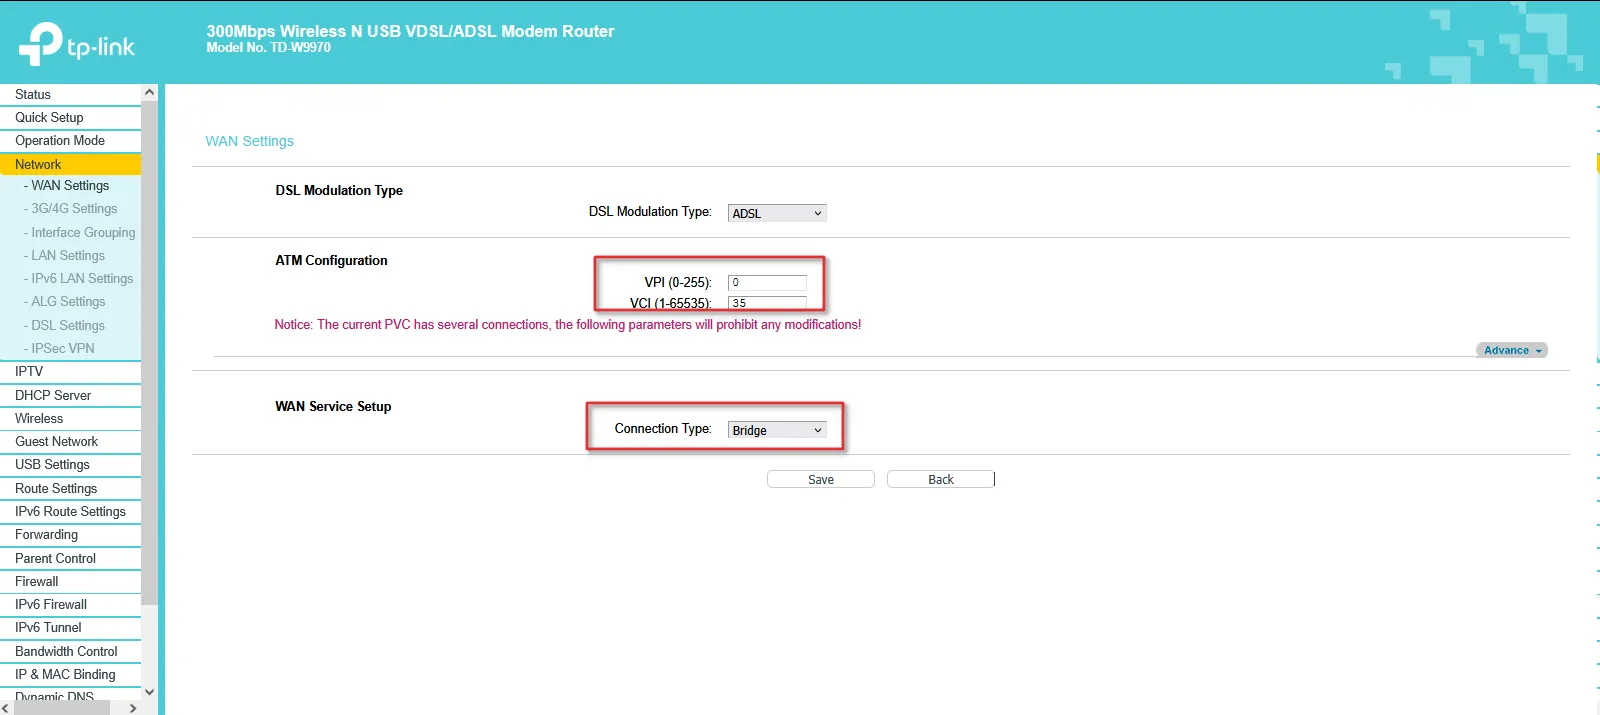 tp-link
300Mbps Wireless N USB VDSL/ADSL Modem Router
Model No. TD-W9970
Status
Quick Setup
Operation Mode
Network
- WAN Settings
- 3G/4G Settings
- Interface Grouping
- LAN Settings
- IPv6 LAN Settings
- ALG Settings
- DSL Settings
- IPSec VPN
IPTV
DHCP Server
Wireless
Guest Network
USB Settings
Route Settings
IPv6 Route Settings
Forwarding
Parent Control
Firewall
IPv6 Firewall
IPv6 Tunnel
Bandwidth Control
IP & MAC Binding
Dynamic DNS
WAN Settings
DSL Modulation Type
DSL Modulation Type: ADSL
ATM Configuration
VPI (0-255): 0
VCI (1-65535): 35
Notice: The current PVC has several connections, the following parameters will prohibit any modifications!
Advance
WAN Service Setup
Connection Type: Bridge
Save Back